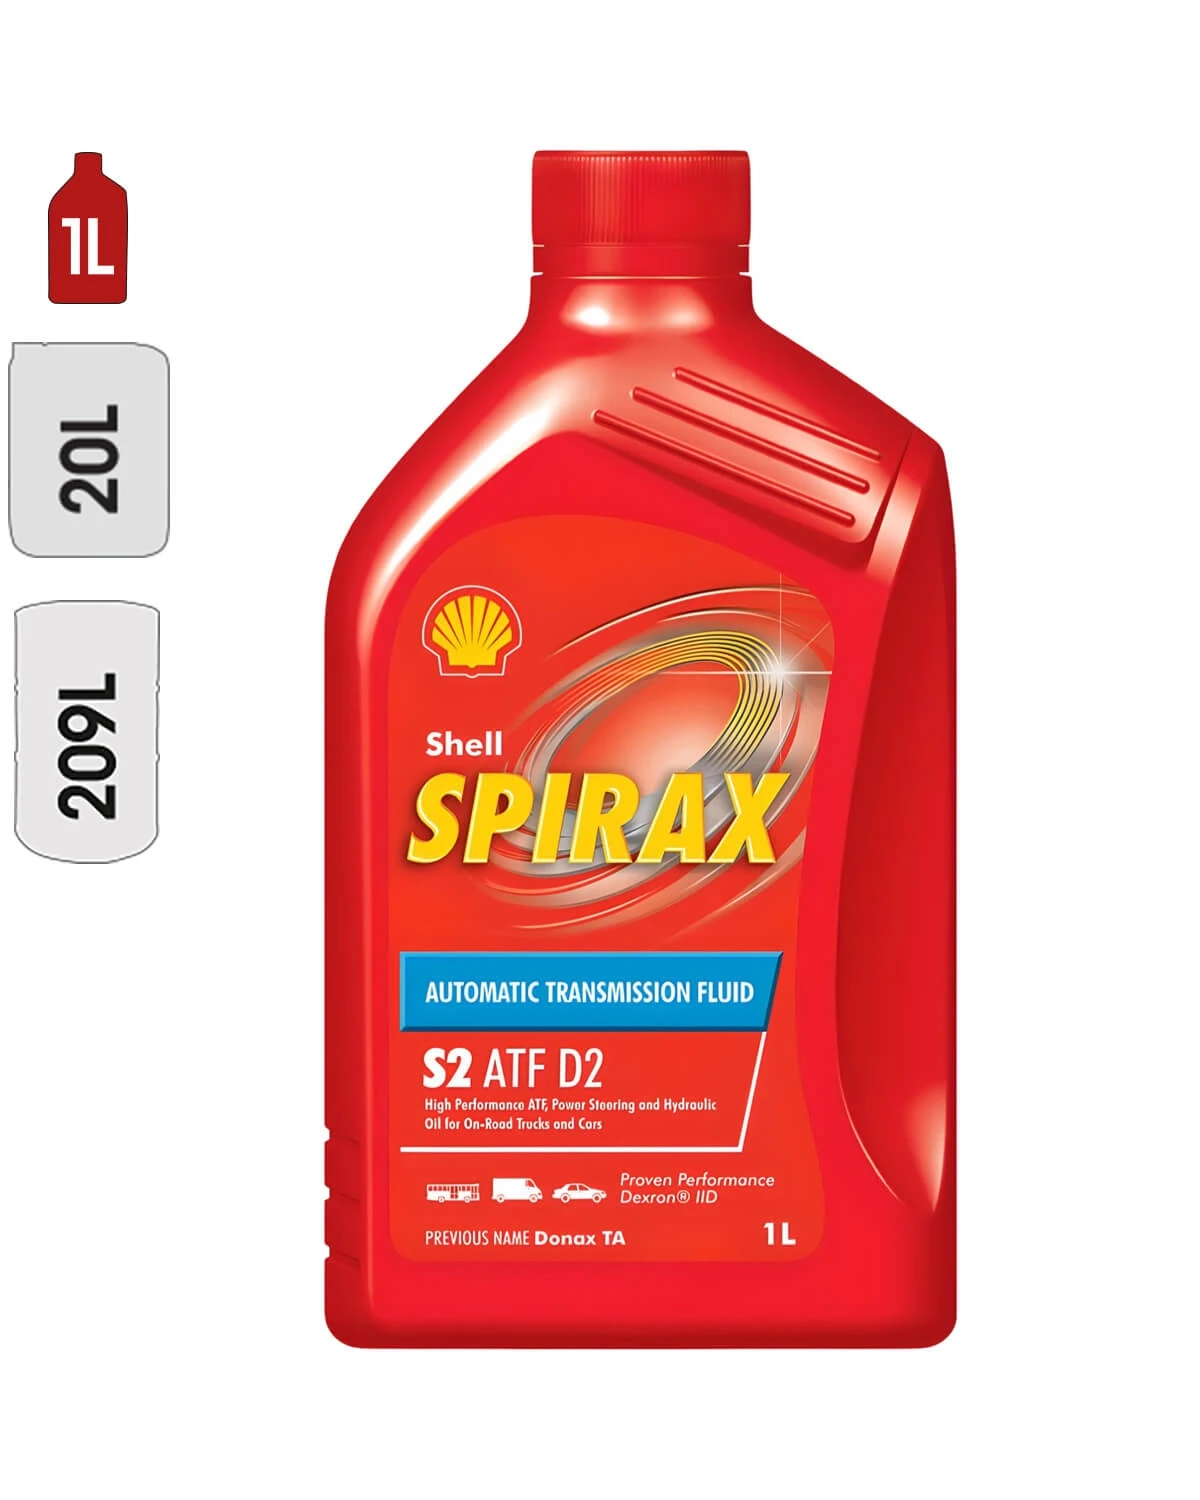 1L
20L
209L
Shell
SPIRAX
AUTOMATIC TRANSMISSION FLUID
S2 ATF D2
High Performance ATF, Power Steering and Hydraulic
Oil for On-Road Trucks and Cars
Proven Performance
Dexron® IID
PREVIOUS NAME Donax TA
1L